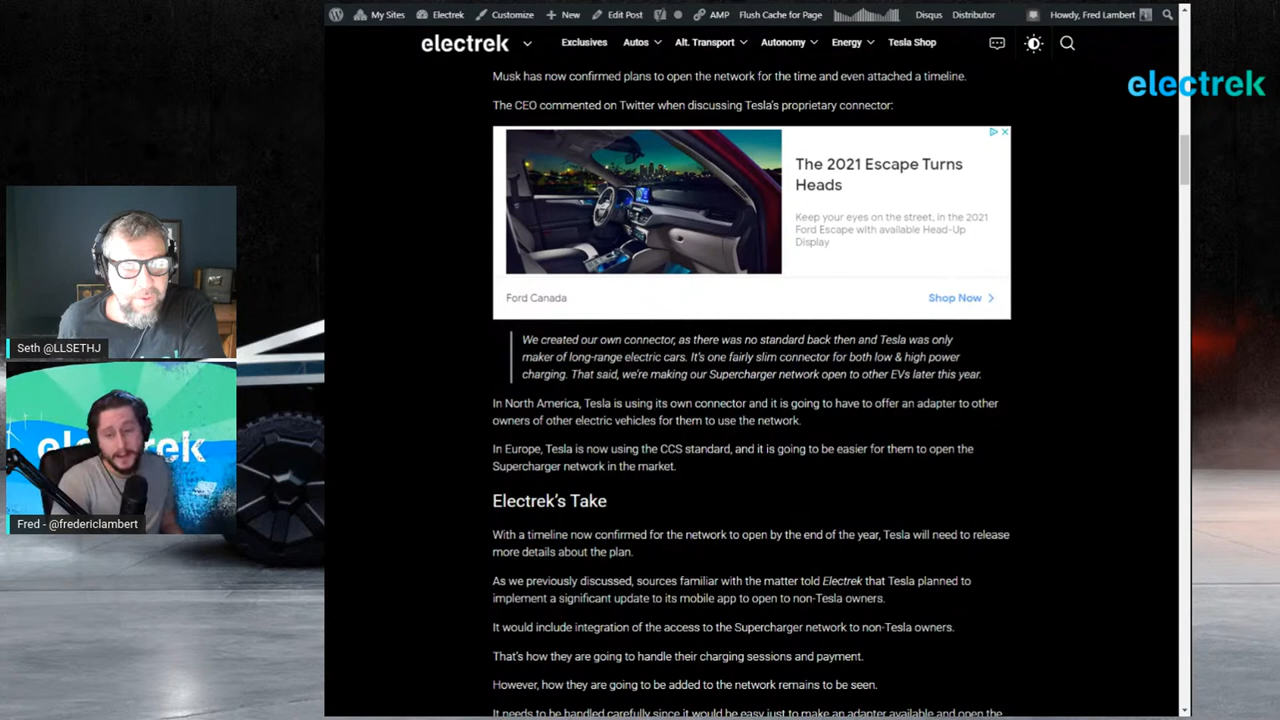 My Sites
Electrek
Customize
New
Edit Post
AMP
Flush Cache for Page
Disqus
Distributor
Howdy, Fred Lambert
electrek
Exclusives
Autos
Alt. Transport
Autonomy
Energy
Tesla Shop
electrek
Musk has now confirmed plans to open the network for the time and even attached a timeline.
The CEO commented on Twitter when discussing Tesla's proprietary connector:
The 2021 Escape Turns
Heads
Keep your eyes on the street, in the 2021
Ford Escape with available Head-Up
Display
Ford Canada
Shop Now
We created our own connector, as there was no standard back then and Tesla was only
maker of long-range electric cars. It's one fairly slim connector for both low & high power
charging. That said, we're making our Supercharger network open to other EVs later this year.
In North America, Tesla is using its own connector and it is going to have to offer an adapter to other
owners of other electric vehicles for them to use the network.
In Europe, Tesla is now using the CCS standard, and it is going to be easier for them to open the
Supercharger network in the market.
Electrek's Take
With a timeline now confirmed for the network to open by the end of the year, Tesla will need to release
more details about the plan.
As we previously discussed, sources familiar with the matter told Electrek that Tesla planned to
implement a significant update to its mobile app to open to non-Tesla owners.
It would include integration of the access to the Supercharger network to non-Tesla owners.
That's how they are going to handle their charging sessions and payment.
However, how they are going to be added to the network remains to be seen.
It needs to be handled carefully since it would be easy just to make an adapter available and open the
Seth @LLSETHJ
Fred - @fredericlambert